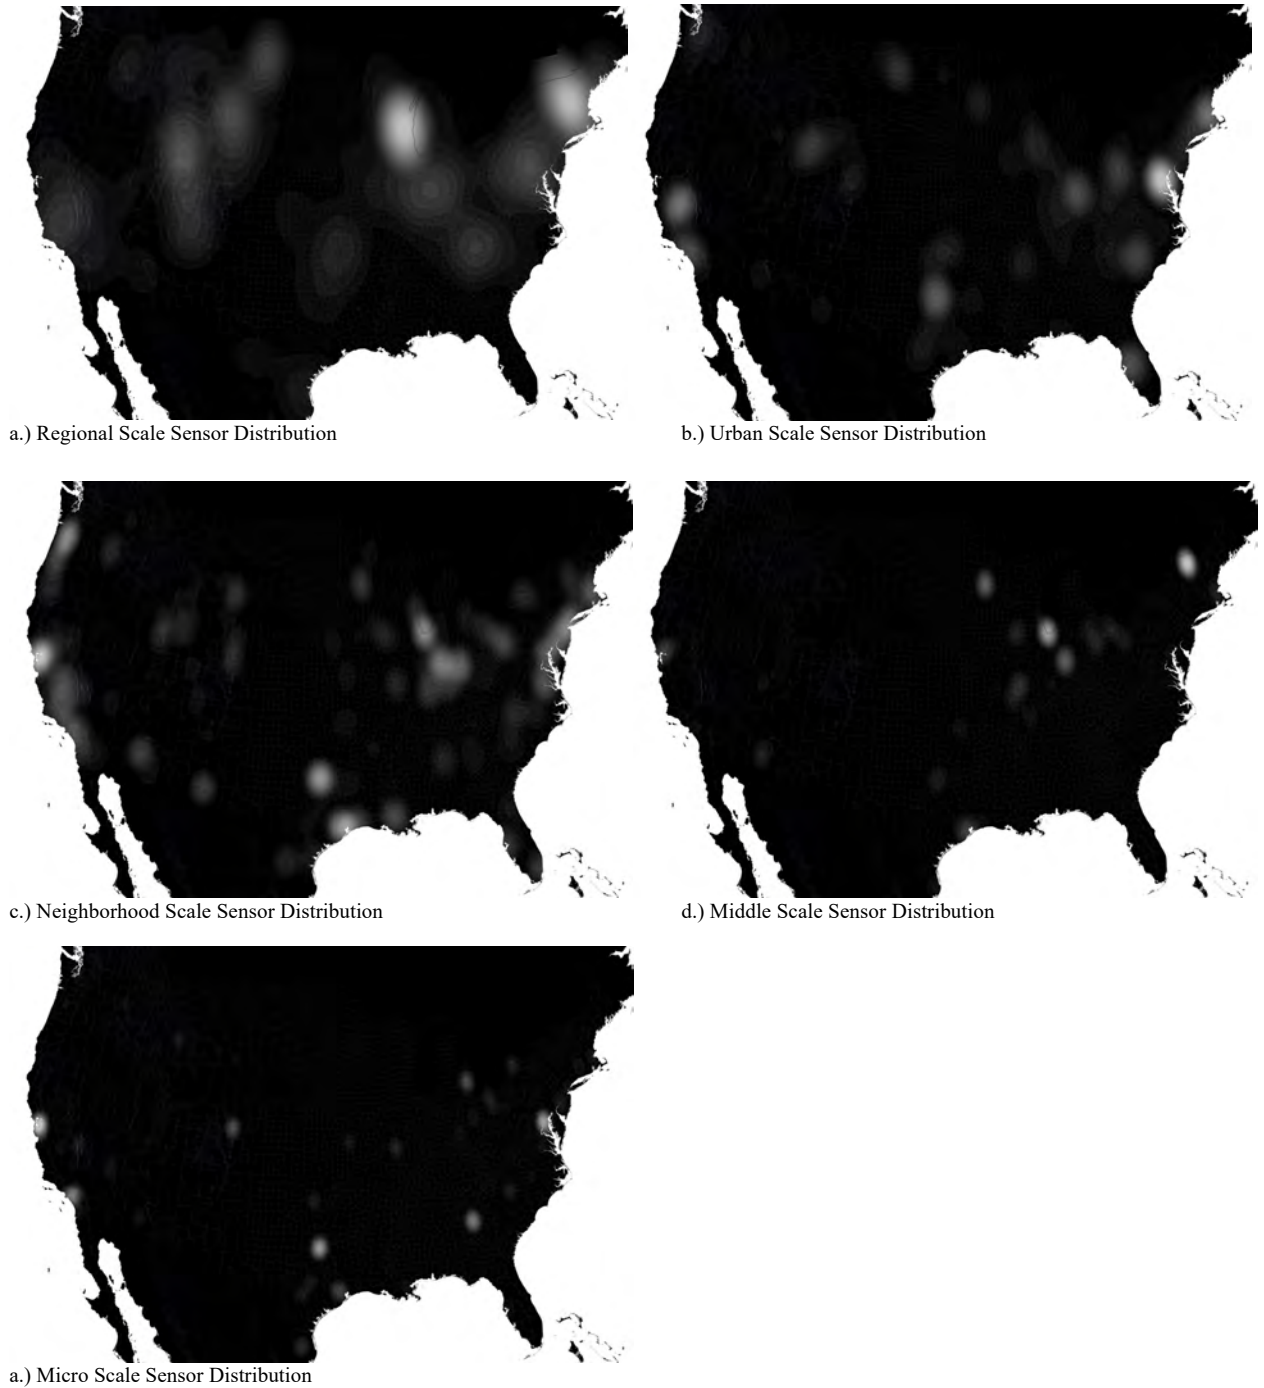 a.) Regional Scale Sensor Distribution
b.) Urban Scale Sensor Distribution
c.) Neighborhood Scale Sensor Distribution
d.) Middle Scale Sensor Distribution
a.) Micro Scale Sensor Distribution